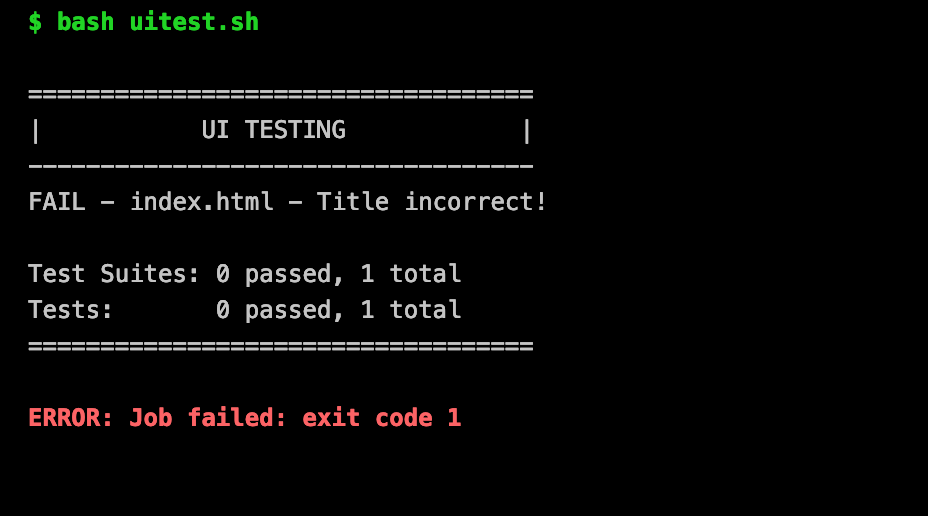 $ bash uitest.sh
===================================
|           UI TESTING            |
-----------------------------------
FAIL - index.html - Title incorrect!
Test Suites: 0 passed, 1 total
Tests:       0 passed, 1 total
===================================
ERROR: Job failed: exit code 1